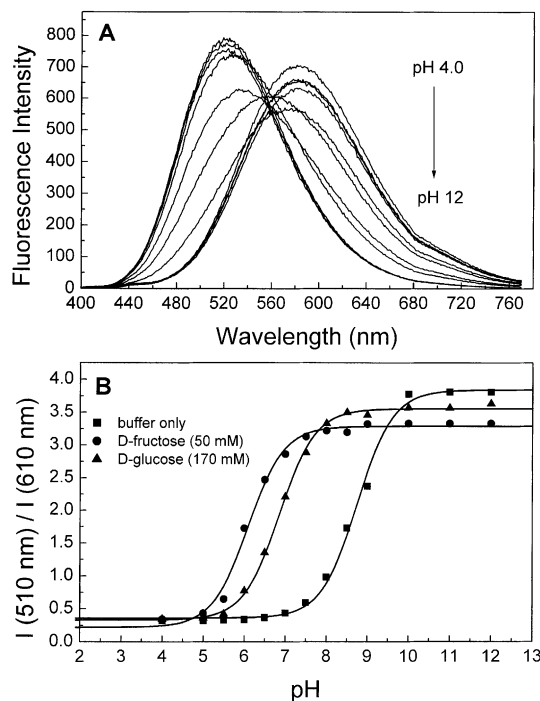 A
800
700
600
500
400
300
200
100
0
Fluorescence Intensity
pH 4.0
pH 12
400 440 480 520 560 600 640 680 720 760
Wavelength (nm)
B
4.0
3.5
3.0
2.5
2.0
1.5
1.0
0.5
0.0
I (510 nm) / I (610 nm)
buffer only
D-fructose (50 mM)
D-glucose (170 mM)
2 3 4 5 6 7 8 9 10 11 12 13
pH